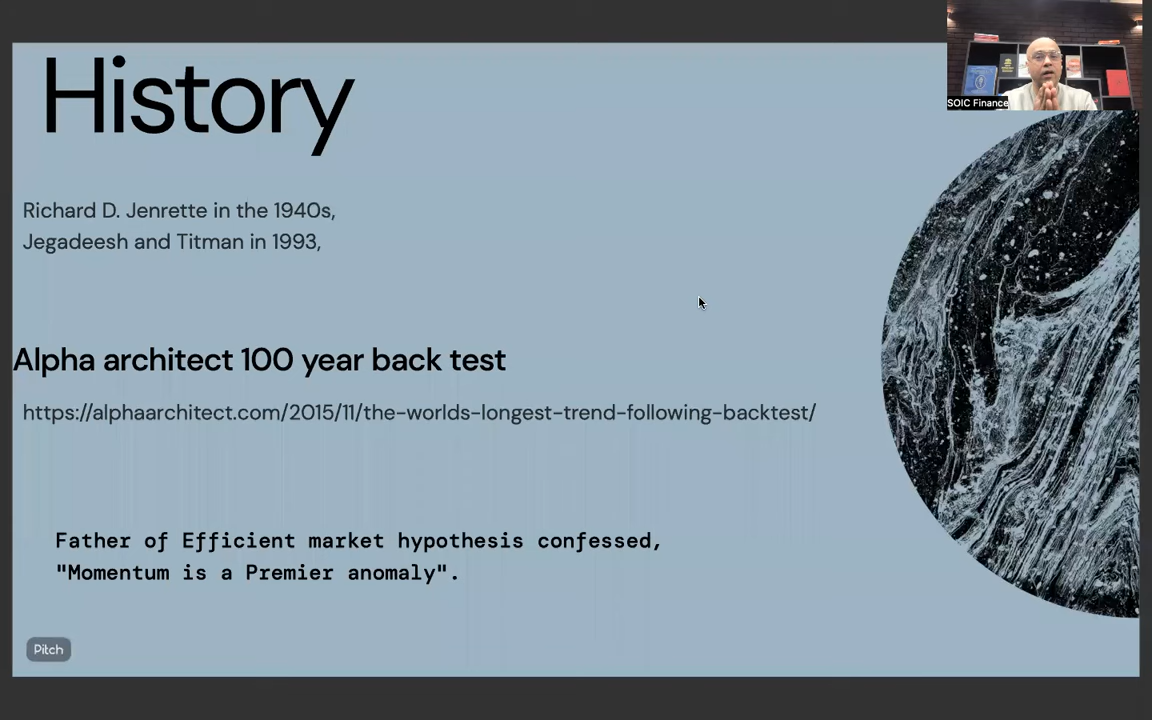 History
SOIC Finance
Richard D. Jenrette in the 1940s,
Jegadeesh and Titman in 1993,
Alpha architect 100 year back test
https://alphaarchitect.com/2015/11/the-worlds-longest-trend-following-backtest/
Father of Efficient market hypothesis confessed,
"Momentum is a Premier anomaly".
Pitch